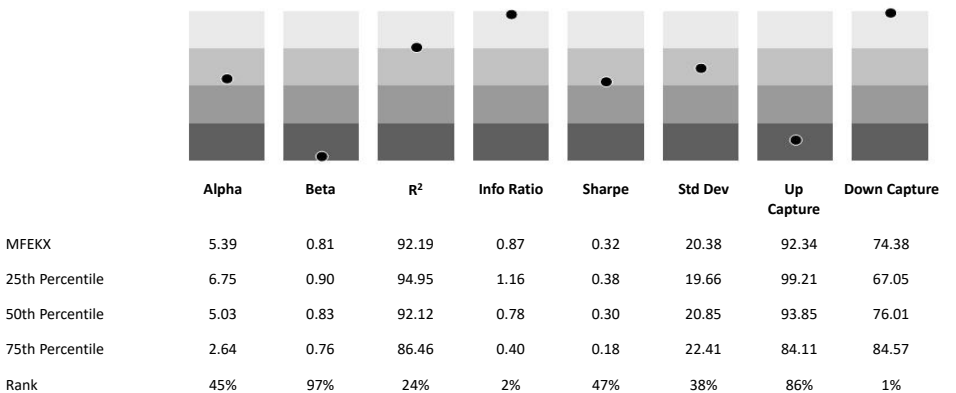 Alpha Beta R² Info Ratio Sharpe Std Dev Up Capture Down Capture
MFEKX 5.39 0.81 92.19 0.87 0.32 20.38 92.34 74.38
25th Percentile 6.75 0.90 94.95 1.16 0.38 19.66 99.21 67.05
50th Percentile 5.03 0.83 92.12 0.78 0.30 20.85 93.85 76.01
75th Percentile 2.64 0.76 86.46 0.40 0.18 22.41 84.11 84.57
Rank 45% 97% 24% 2% 47% 38% 86% 1%